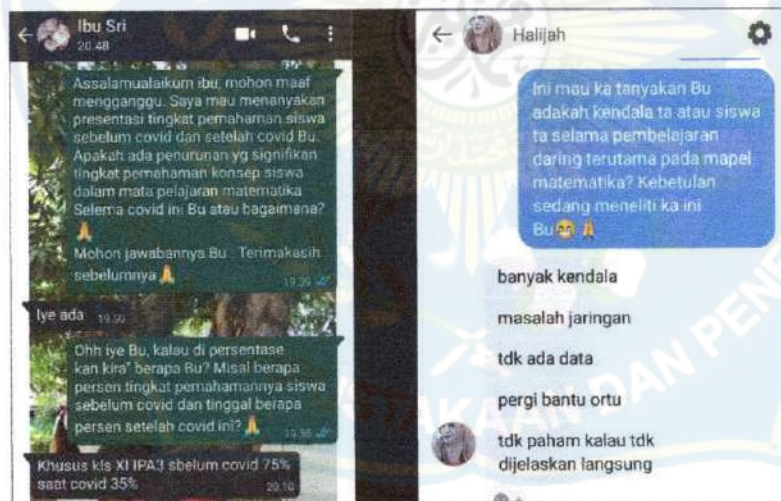 Ibu Sri
20.48
Assalamualaikum ibu, mohon maaf
mengganggu. Saya mau menanyakan
presentasi tingkat pemahaman siswa
sebelum covid dan setelah covid Bu.
Apakah ada penurunan yg signifikan
tingkat pemahaman konsep siswa
dalam mata pelajaran matematika
Selema covid ini Bu atau bagaimana?
🙏
Mohon jawabannya Bu. Terimakasih
sebelumnya 🙏 19.39
Iye ada 19.50
Ohh iye Bu, kalau di persentase
kan kira" berapa Bu? Misal berapa
persen tingkat pemahamannya siswa
sebelum covid dan tinggal berapa
persen setelah covid ini? 🙏
Khusus kls XI IPA3 sbelum covid 75%
saat covid 35% 20.10
Halijah
Ini mau ka tanyakan Bu
adakah kendala ta atau siswa
ta selama pembelajaran
daring terutama pada mapel
matematika? Kebetulan
sedang meneliti ka ini
Bu😁🙏
banyak kendala
masalah jaringan
tdk ada data
pergi bantu ortu
tdk paham kalau tdk
dijelaskan langsung